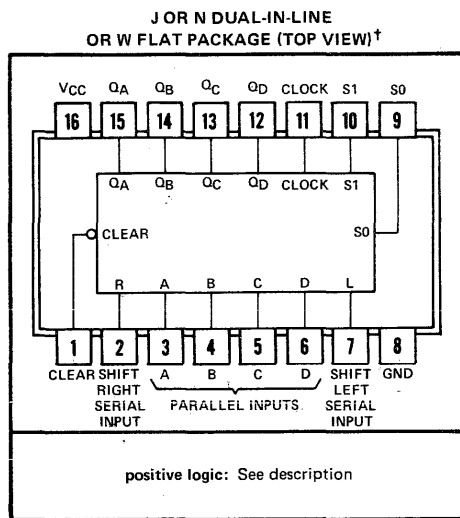 J OR N DUAL-IN-LINE
OR W FLAT PACKAGE (TOP VIEW)†
VCC QA QB QC QD CLOCK S1 S0
16 15 14 13 12 11 10 9
QA QB QC QD CLOCK S1
CLEAR
S0
R A B C D L
1 2 3 4 5 6 7 8
CLEAR SHIFT RIGHT SERIAL INPUT A B C D SHIFT LEFT SERIAL INPUT GND
PARALLEL INPUTS
positive logic: See description